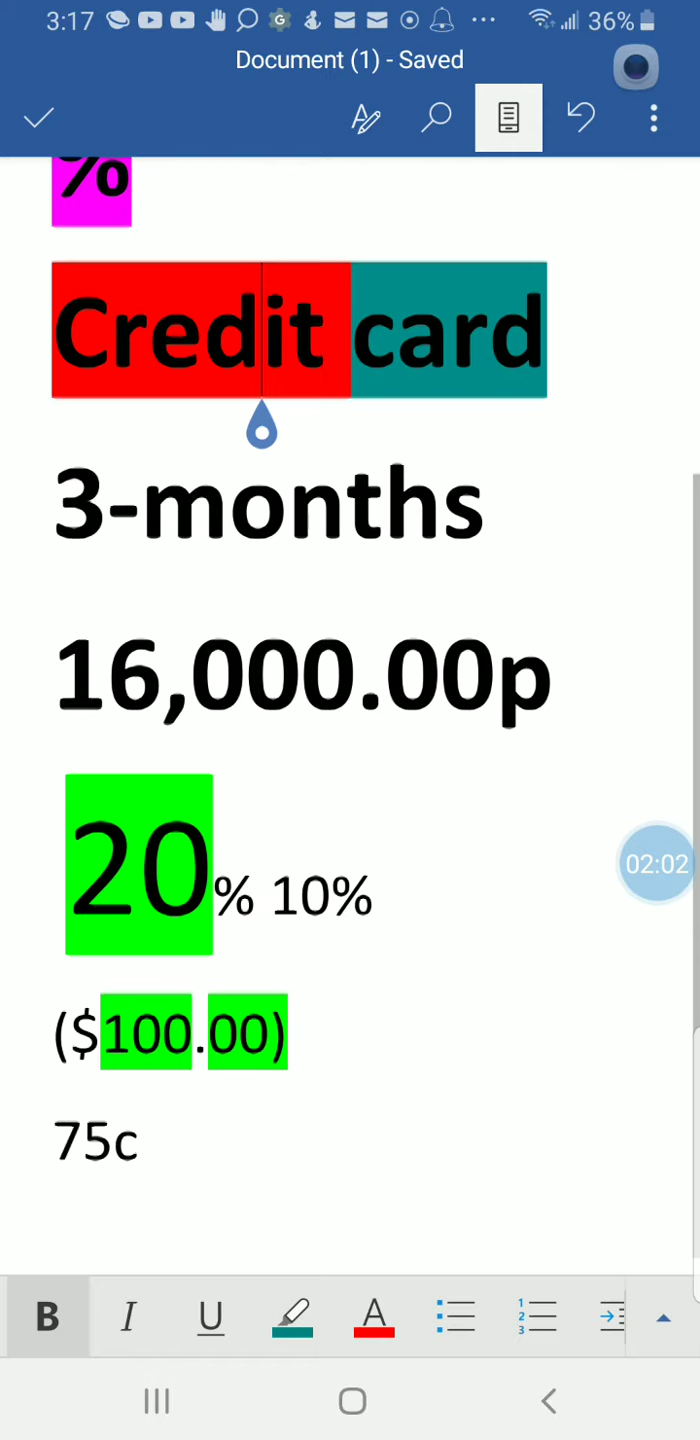 3:17 36%
Document (1) - Saved
%
Credit card
3-months
16,000.00p
20% 10%
($100.00)
02:02
75c
B I U A